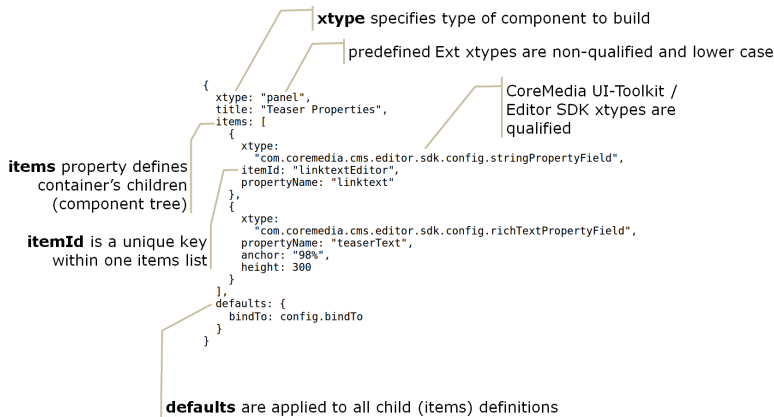 xtype specifies type of component to build
predefined Ext xtypes are non-qualified and lower case
CoreMedia UI-Toolkit /
Editor SDK xtypes are
qualified
{
xtype: "panel",
title: "Teaser Properties",
items: [
{
xtype:
"com.coremedia.cms.editor.sdk.config.stringPropertyField",
itemId: "linktextEditor",
propertyName: "linktext"
},
{
xtype:
"com.coremedia.cms.editor.sdk.config.richTextPropertyField",
propertyName: "teaserText",
anchor: "98%",
height: 300
}
],
defaults: {
bindTo: config.bindTo
}
}
items property defines
container's children
(component tree)
itemId is a unique key
within one items list
defaults are applied to all child (items) definitions